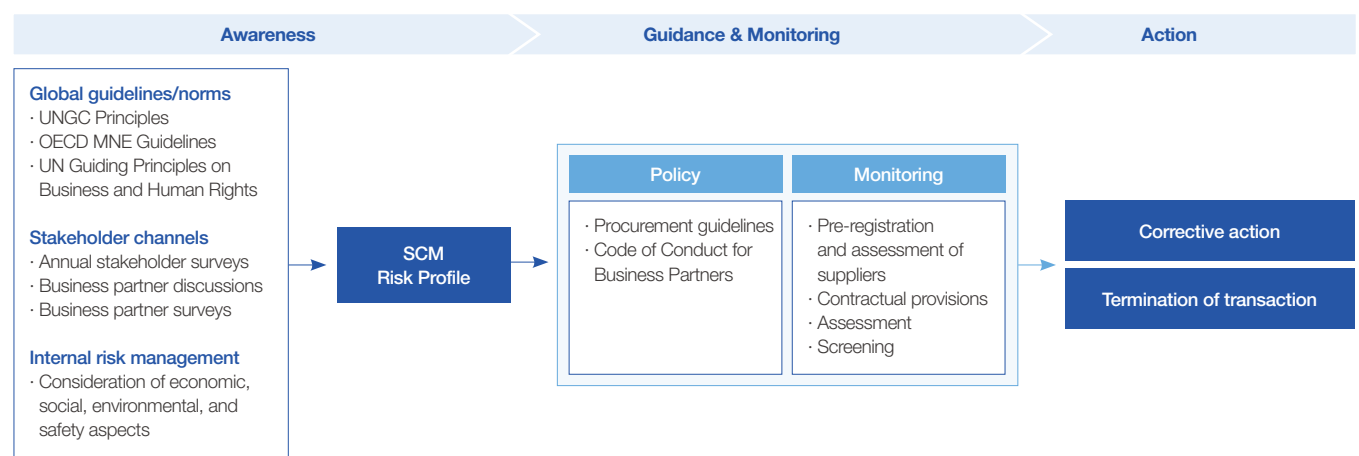 Awareness
Guidance & Monitoring
Action
Global guidelines/norms
· UNGC Principles
· OECD MNE Guidelines
· UN Guiding Principles on
Business and Human Rights
Stakeholder channels
· Annual stakeholder surveys
· Business partner discussions
· Business partner surveys
Internal risk management
· Consideration of economic,
social, environmental, and
safety aspects
SCM
Risk Profile
Policy
· Procurement guidelines
· Code of Conduct for
Business Partners
Monitoring
· Pre-registration
and assessment of
suppliers
· Contractual provisions
· Assessment
· Screening
Corrective action
Termination of transaction